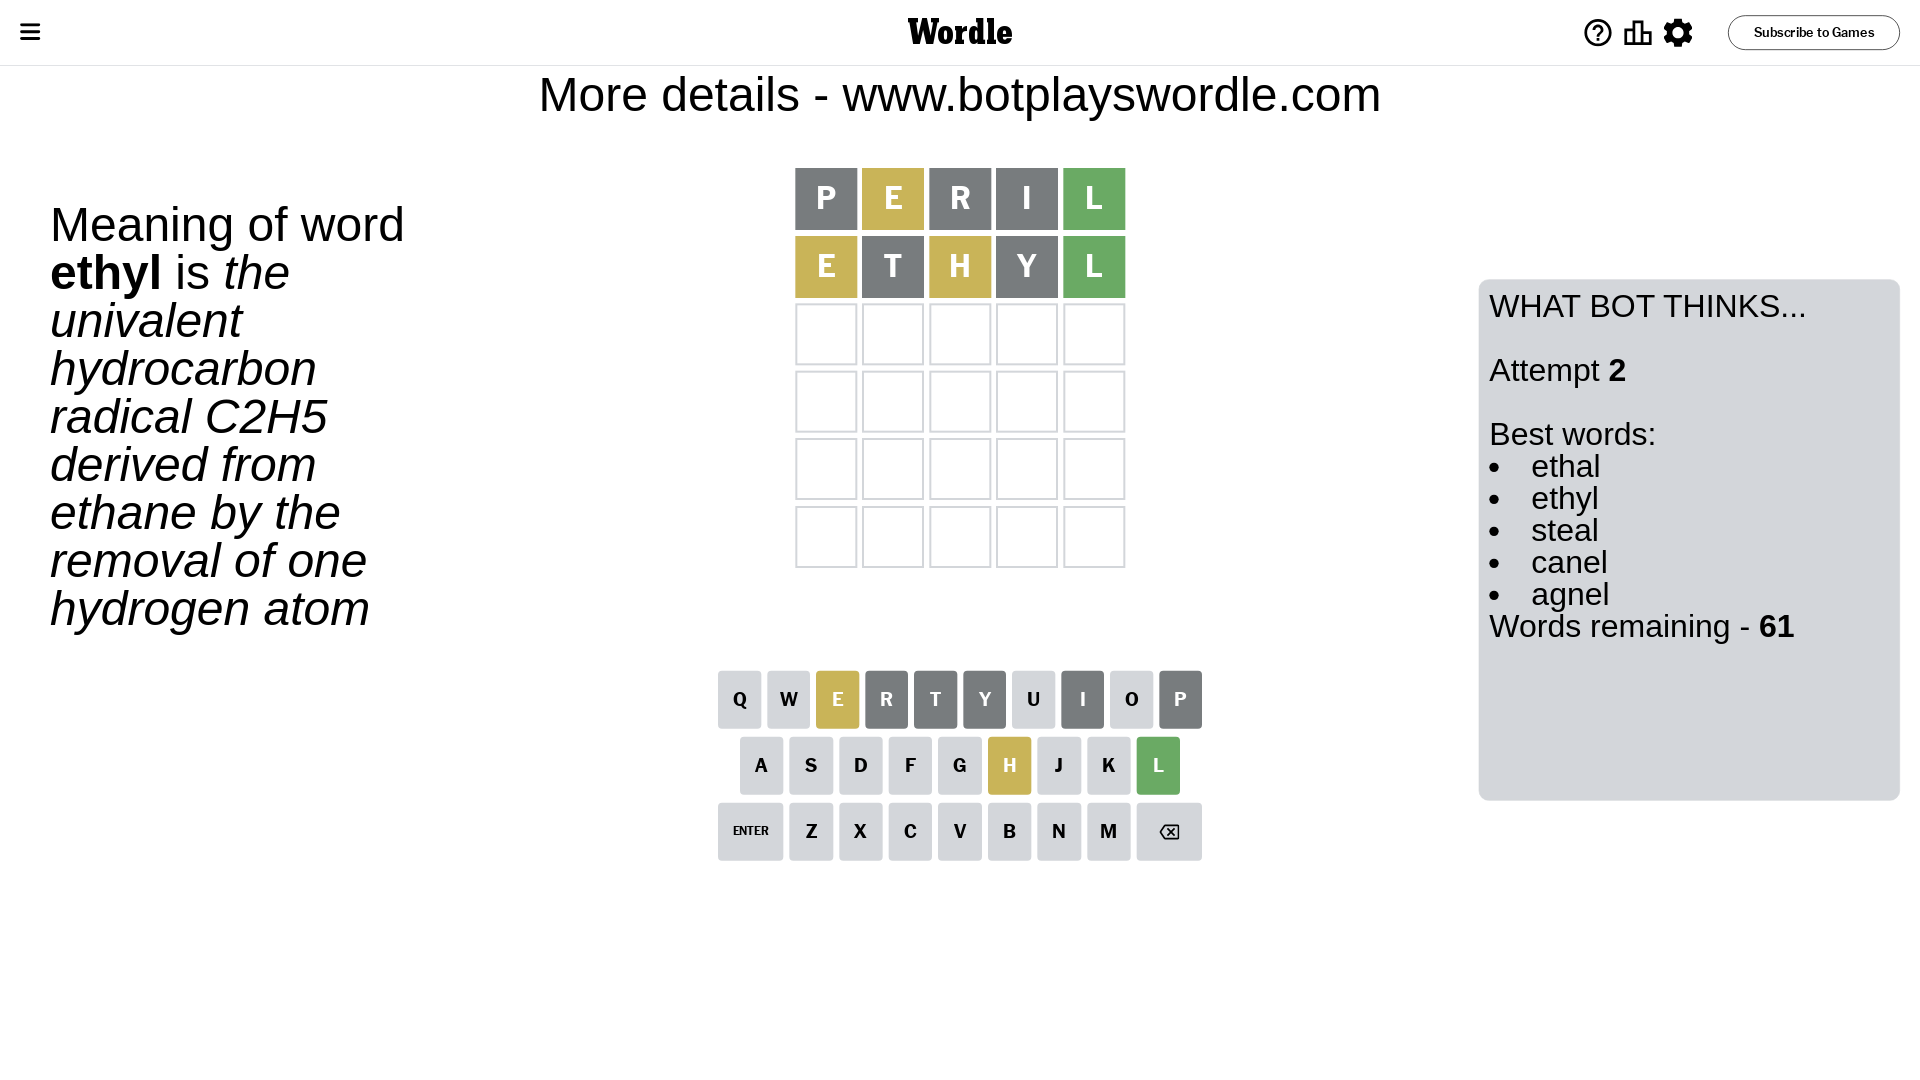 Wordle
Subscribe to Games
More details - www.botplayswordle.com
Meaning of word
ethyl is the
univalent
hydrocarbon
radical C2H5
derived from
ethane by the
removal of one
hydrogen atom
P E R I L
E T H Y L
WHAT BOT THINKS...
Attempt 2
Best words:
• ethal
• ethyl
• steal
• canel
• agnel
Words remaining - 61
Q W E R T Y U I O P
A S D F G H J K L
ENTER Z X C V B N M